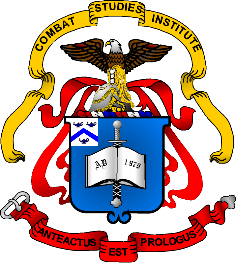 COMBAT STUDIES INSTITUTE
AD 1979
ANTEACTUS EST PROLOGUS